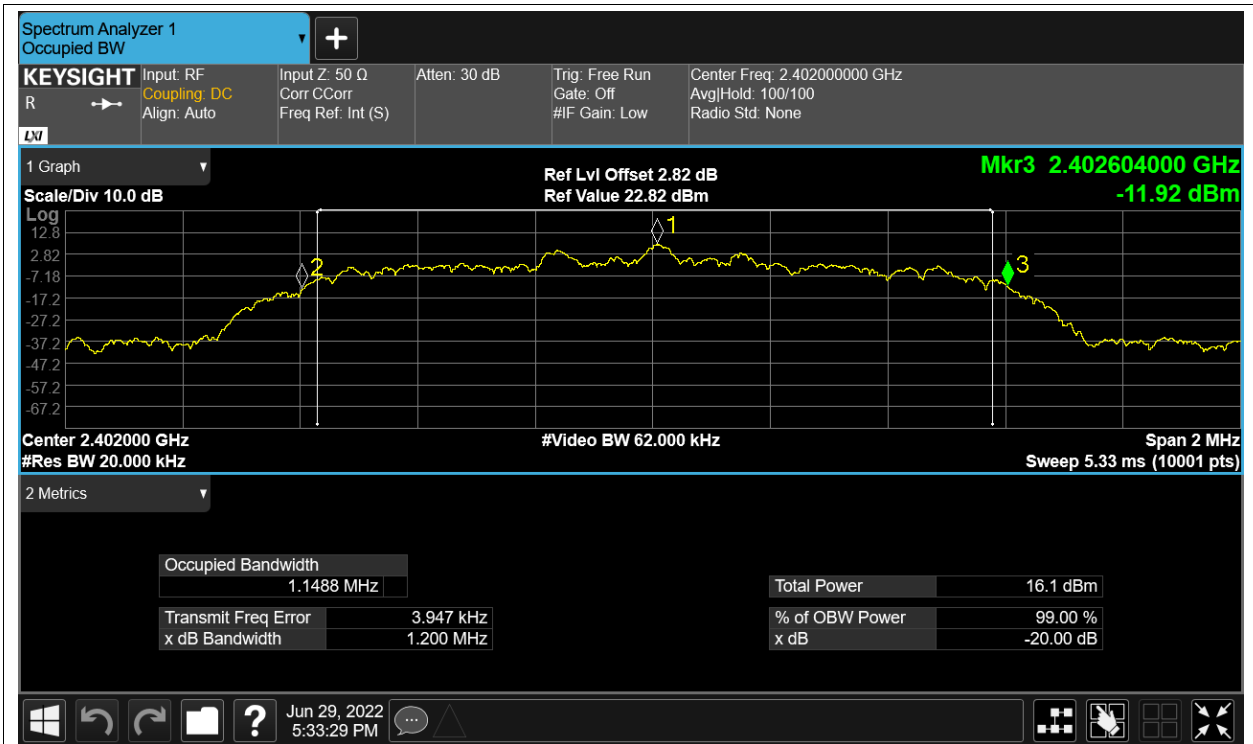 Spectrum Analyzer 1
Occupied BW
+
KEYSIGHT
R
LXI
Input: RF
Coupling: DC
Align: Auto
Input Z: 50 Ω
Corr CCorr
Freq Ref: Int (S)
Atten: 30 dB
Trig: Free Run
Gate: Off
#IF Gain: Low
Center Freq: 2.402000000 GHz
Avg|Hold: 100/100
Radio Std: None
1 Graph
Scale/Div 10.0 dB
Ref Lvl Offset 2.82 dB
Ref Value 22.82 dBm
Mkr3 2.402604000 GHz
-11.92 dBm
Log
12.8
2.82
-7.18
-17.2
-27.2
-37.2
-47.2
-57.2
-67.2
1
2
3
Center 2.402000 GHz
#Res BW 20.000 kHz
#Video BW 62.000 kHz
Span 2 MHz
Sweep 5.33 ms (10001 pts)
2 Metrics
Occupied Bandwidth
1.1488 MHz
Transmit Freq Error 3.947 kHz
x dB Bandwidth 1.200 MHz
Total Power 16.1 dBm
% of OBW Power 99.00 %
x dB -20.00 dB
?
Jun 29, 2022
5:33:29 PM